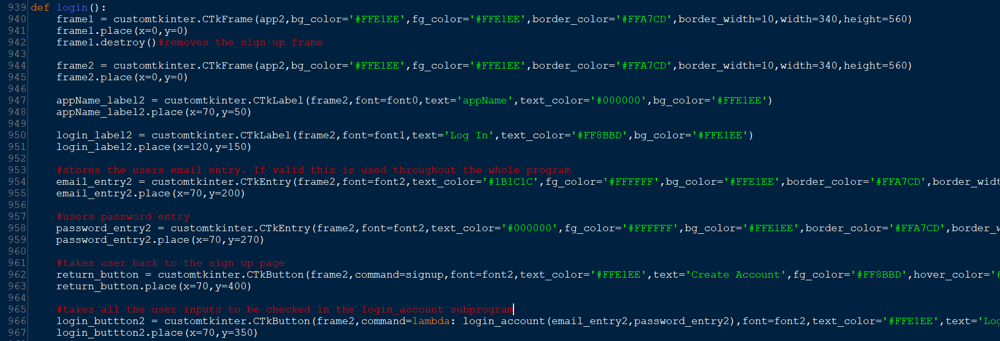 939 def login():
940     frame1 = customtkinter.CTkFrame(app2,bg_color='#FFE1EE',fg_color='#FFE1EE',border_color='#FFA7CD',border_width=10,width=340,height=560)
941     frame1.place(x=0,y=0)
942     frame1.destroy()#removes the sign up frame
943
944     frame2 = customtkinter.CTkFrame(app2,bg_color='#FFE1EE',fg_color='#FFE1EE',border_color='#FFA7CD',border_width=10,width=340,height=560)
945     frame2.place(x=0,y=0)
946
947     appName_label2 = customtkinter.CTkLabel(frame2,font=font0,text='appName',text_color='#000000',bg_color='#FFE1EE')
948     appName_label2.place(x=70,y=50)
949
950     login_label2 = customtkinter.CTkLabel(frame2,font=font1,text='Log In',text_color='#FF8BBD',bg_color='#FFE1EE')
951     login_label2.place(x=120,y=150)
952
953     #stores the users email entry. If valid this is used throughout the whole program
954     email_entry2 = customtkinter.CTkEntry(frame2,font=font2,text_color='#1B1C1C',fg_color='#FFFFFF',bg_color='#FFE1EE',border_color='#FFA7CD',border_widt
955     email_entry2.place(x=70,y=200)
956
957     #users password entry
958     password_entry2 = customtkinter.CTkEntry(frame2,font=font2,text_color='#000000',fg_color='#FFFFFF',bg_color='#FFE1EE',border_color='#FFA7CD',border_w
959     password_entry2.place(x=70,y=270)
960
961     #takes user back to the sign up page
962     return_button = customtkinter.CTkButton(frame2,command=signup,font=font2,text_color='#FFE1EE',text='Create Account',fg_color='#FF8BBD',hover_color='#
963     return_button.place(x=70,y=400)
964
965     #takes all the user inputs to be checked in the login_account subprogram
966     login_buttton2 = customtkinter.CTkButton(frame2,command=lambda: login_account(email_entry2,password_entry2),font=font2,text_color='#FFE1EE',text='Log
967     login_buttton2.place(x=70,y=350)